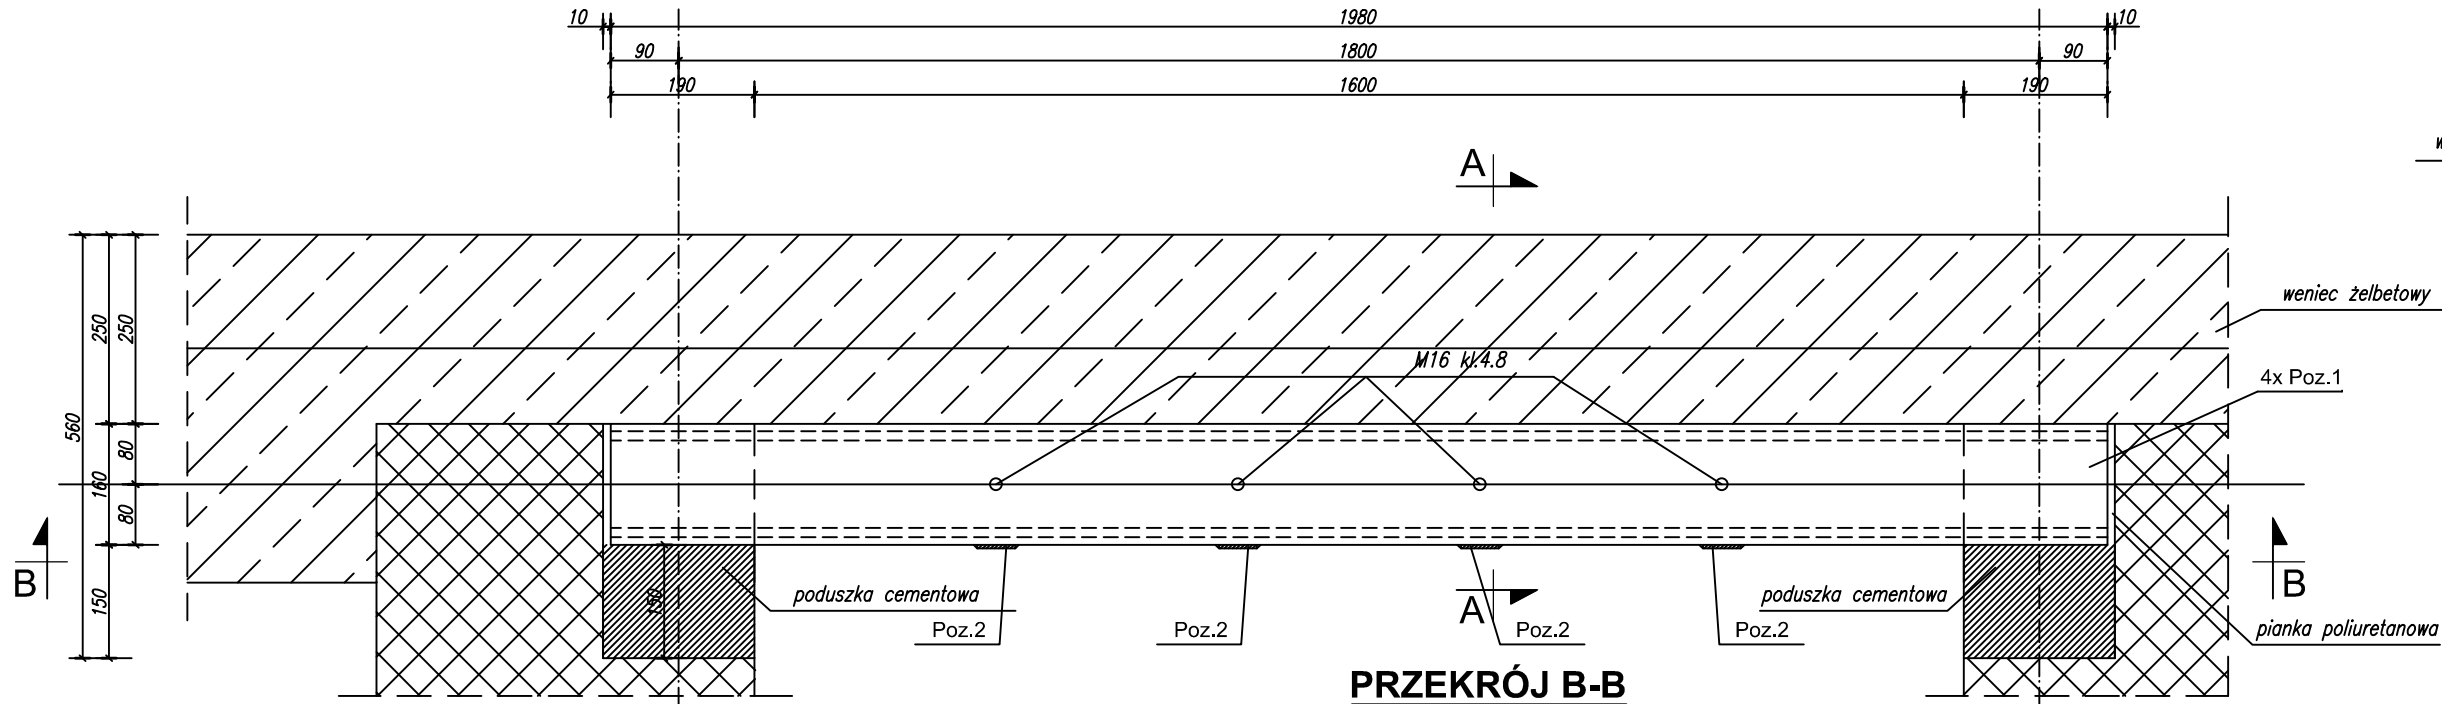 10
1980
10
90
1800
90
190
1600
190
A
w
250
250
weniec żelbetowy
M16 kl.4.8
4x Poz.1
560
80
160
80
B
150
150
poduszka cementowa
A
poduszka cementowa
B
Poz.2
Poz.2
Poz.2
Poz.2
pianka poliuretanowa
PRZEKRÓJ B-B